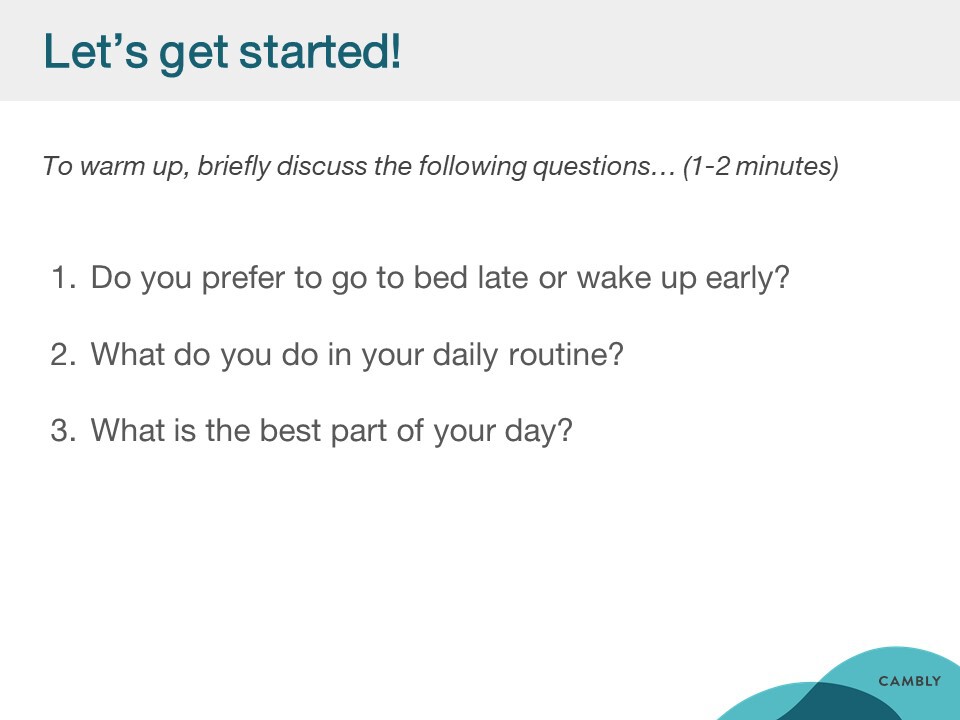 Let’s get started!
To warm up, briefly discuss the following questions… (1-2 minutes)
1. Do you prefer to go to bed late or wake up early?
2. What do you do in your daily routine?
3. What is the best part of your day?
CAMBLY